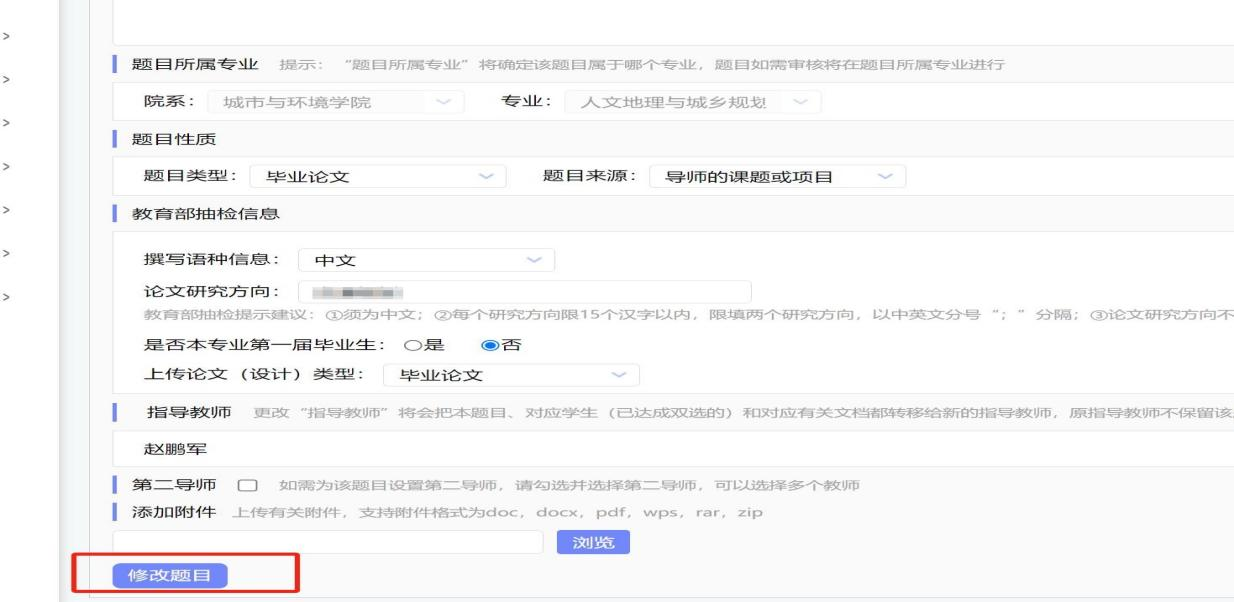 >
题目所属专业 提示：“题目所属专业”将确定该题目属于哪个专业，题目如需审核将在题目所属专业进行
>
院系： 城市与环境学院 专业： 人文地理与城乡规划
>
题目性质
>
题目类型： 毕业论文 题目来源： 导师的课题或项目
>
教育部抽检信息
>
撰写语种信息： 中文
>
论文研究方向：
教育部抽检提示建议：①须为中文；②每个研究方向限15个汉字以内，限填两个研究方向，以中英文分号“；”分隔；③论文研究方向不
是否本专业第一届毕业生： 是 否
上传论文（设计）类型： 毕业论文
指导教师 更改“指导教师”将会把本题目、对应学生（已达成双选的）和对应有关文档都转移给新的指导教师，原指导教师不保留该
赵鹏军
第二导师 如需为该题目设置第二导师，请勾选并选择第二导师，可以选择多个教师
添加附件 上传有关附件，支持附件格式为doc，docx，pdf，wps，rar，zip
浏览
修改题目